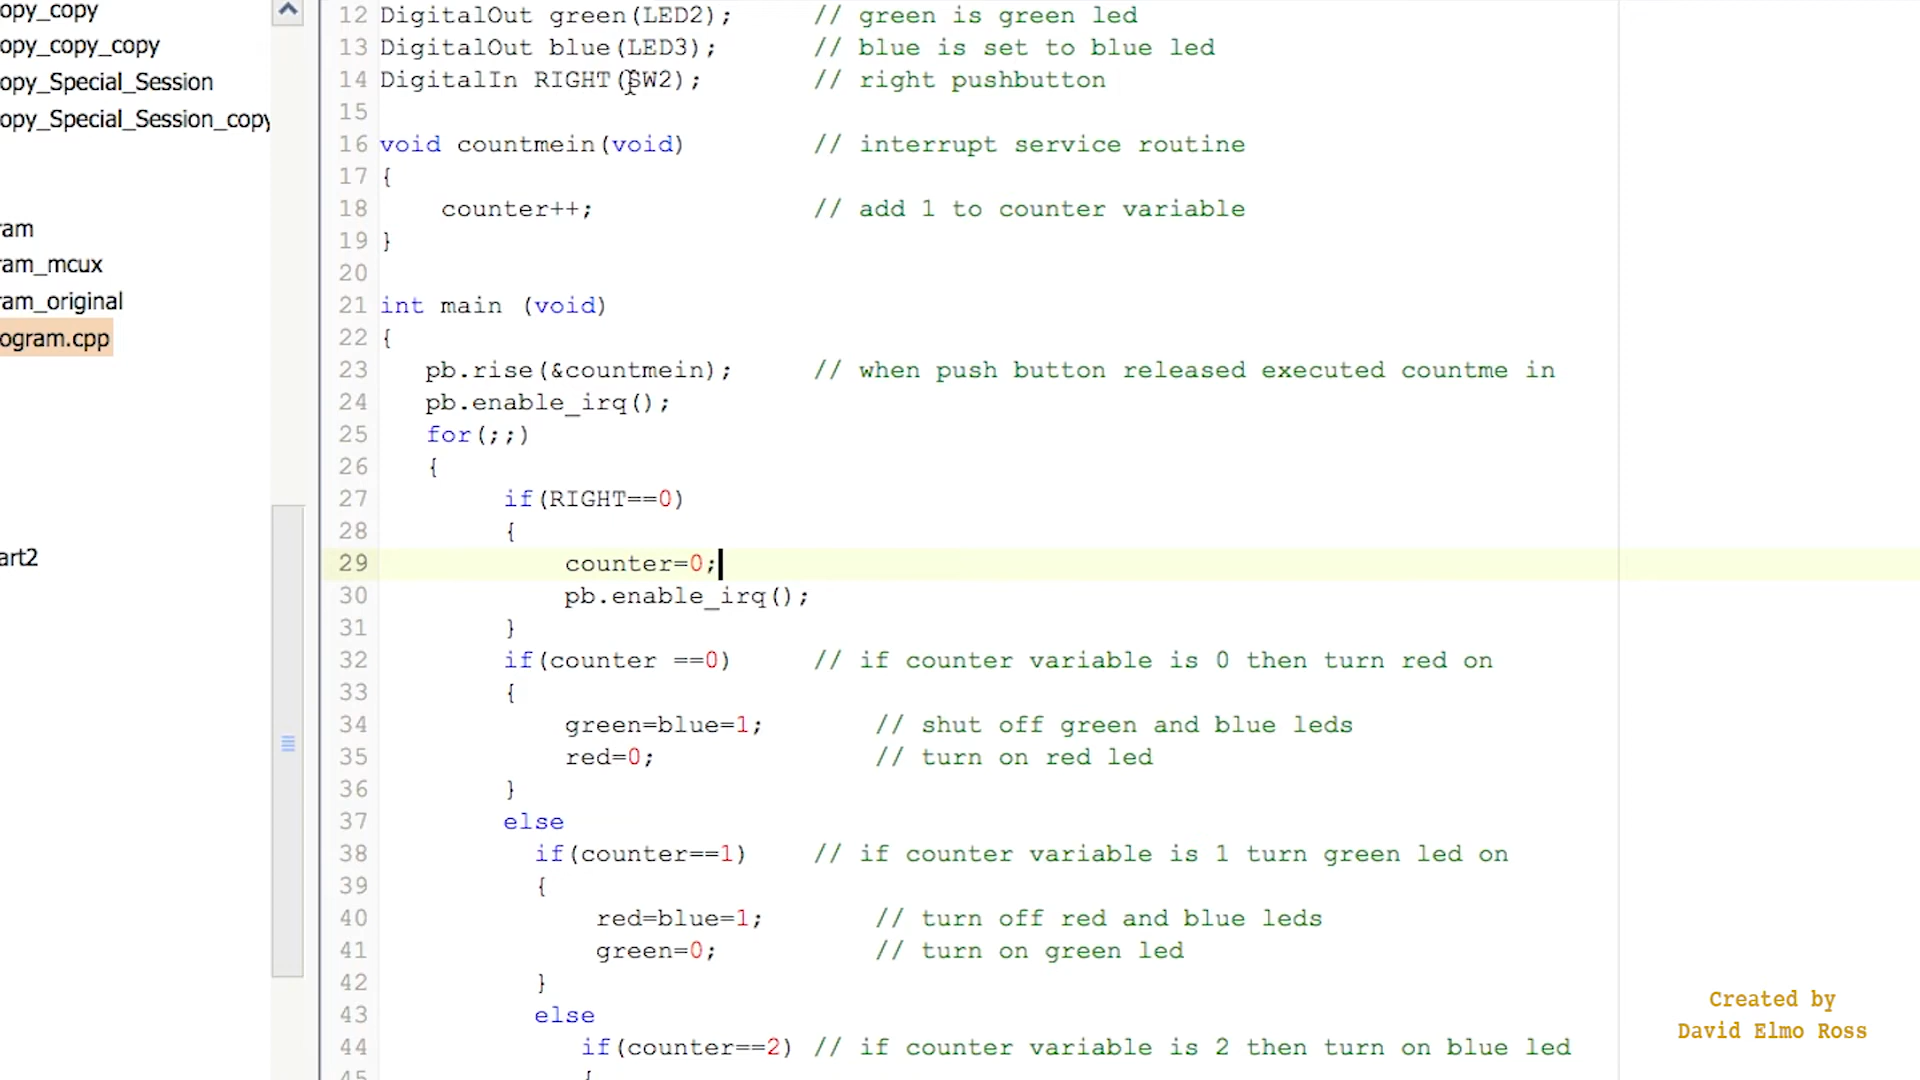 opy_copy
opy_copy_copy
opy_Special_Session
opy_Special_Session_copy
ram
ram_mcux
ram_original
ogram.cpp
art2
12 DigitalOut green(LED2); // green is green led
13 DigitalOut blue(LED3); // blue is set to blue led
14 DigitalIn RIGHT(SW2); // right pushbutton
15
16 void countmein(void) // interrupt service routine
17 {
18 counter++; // add 1 to counter variable
19 }
20
21 int main (void)
22 {
23 pb.rise(&countmein); // when push button released executed countme in
24 pb.enable_irq();
25 for(;;)
26 {
27 if(RIGHT==0)
28 {
29 counter=0;
30 pb.enable_irq();
31 }
32 if(counter ==0) // if counter variable is 0 then turn red on
33 {
34 green=blue=1; // shut off green and blue leds
35 red=0; // turn on red led
36 }
37 else
38 if(counter==1) // if counter variable is 1 turn green led on
39 {
40 red=blue=1; // turn off red and blue leds
41 green=0; // turn on green led
42 }
43 else
44 if(counter==2) // if counter variable is 2 then turn on blue led
45 {
Created by
David Elmo Ross